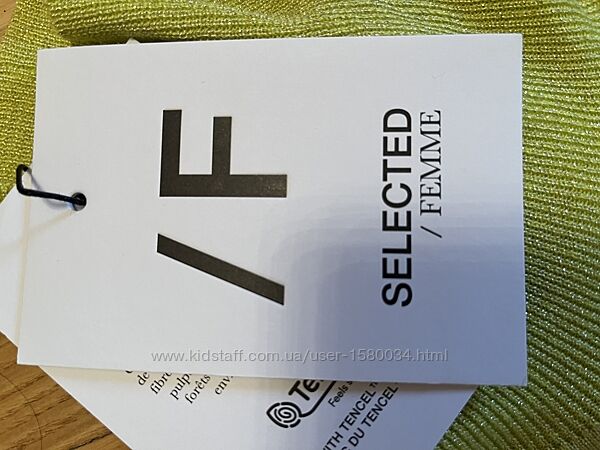 /F
SELECTED
/ FEMME
www.kidstaff.com.ua/user-1580034.html
de
fibre
pulp
forêts
env
Te
Feels
WITH TENCEL
DU TENCEL